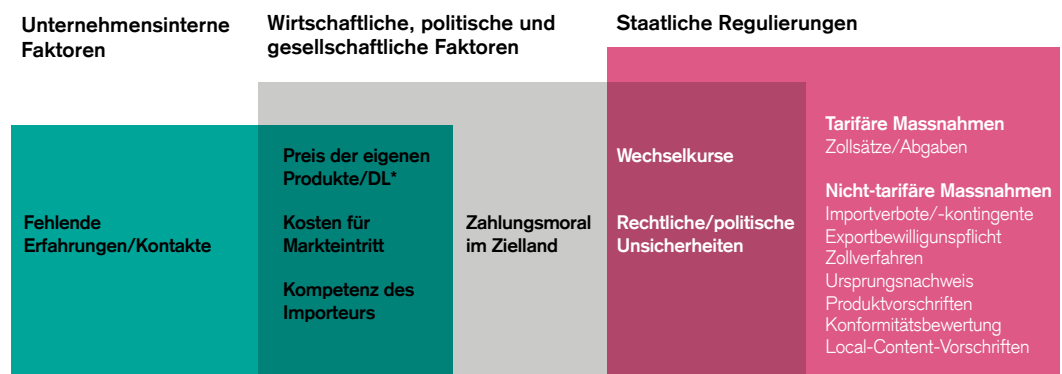 Unternehmensinterne
Faktoren
Wirtschaftliche, politische und
gesellschaftliche Faktoren
Staatliche Regulierungen
Fehlende
Erfahrungen/Kontakte
Preis der eigenen
Produkte/DL*
Kosten für
Markteintritt
Kompetenz des
Importeurs
Zahlungsmoral
im Zielland
Wechselkurse
Rechtliche/politische
Unsicherheiten
Tarifäre Massnahmen
Zollsätze/Abgaben
Nicht-tarifäre Massnahmen
Importverbote/-kontingente
Exportbewilligunspflicht
Zollverfahren
Ursprungsnachweis
Produktvorschriften
Konformitätsbewertung
Local-Content-Vorschriften